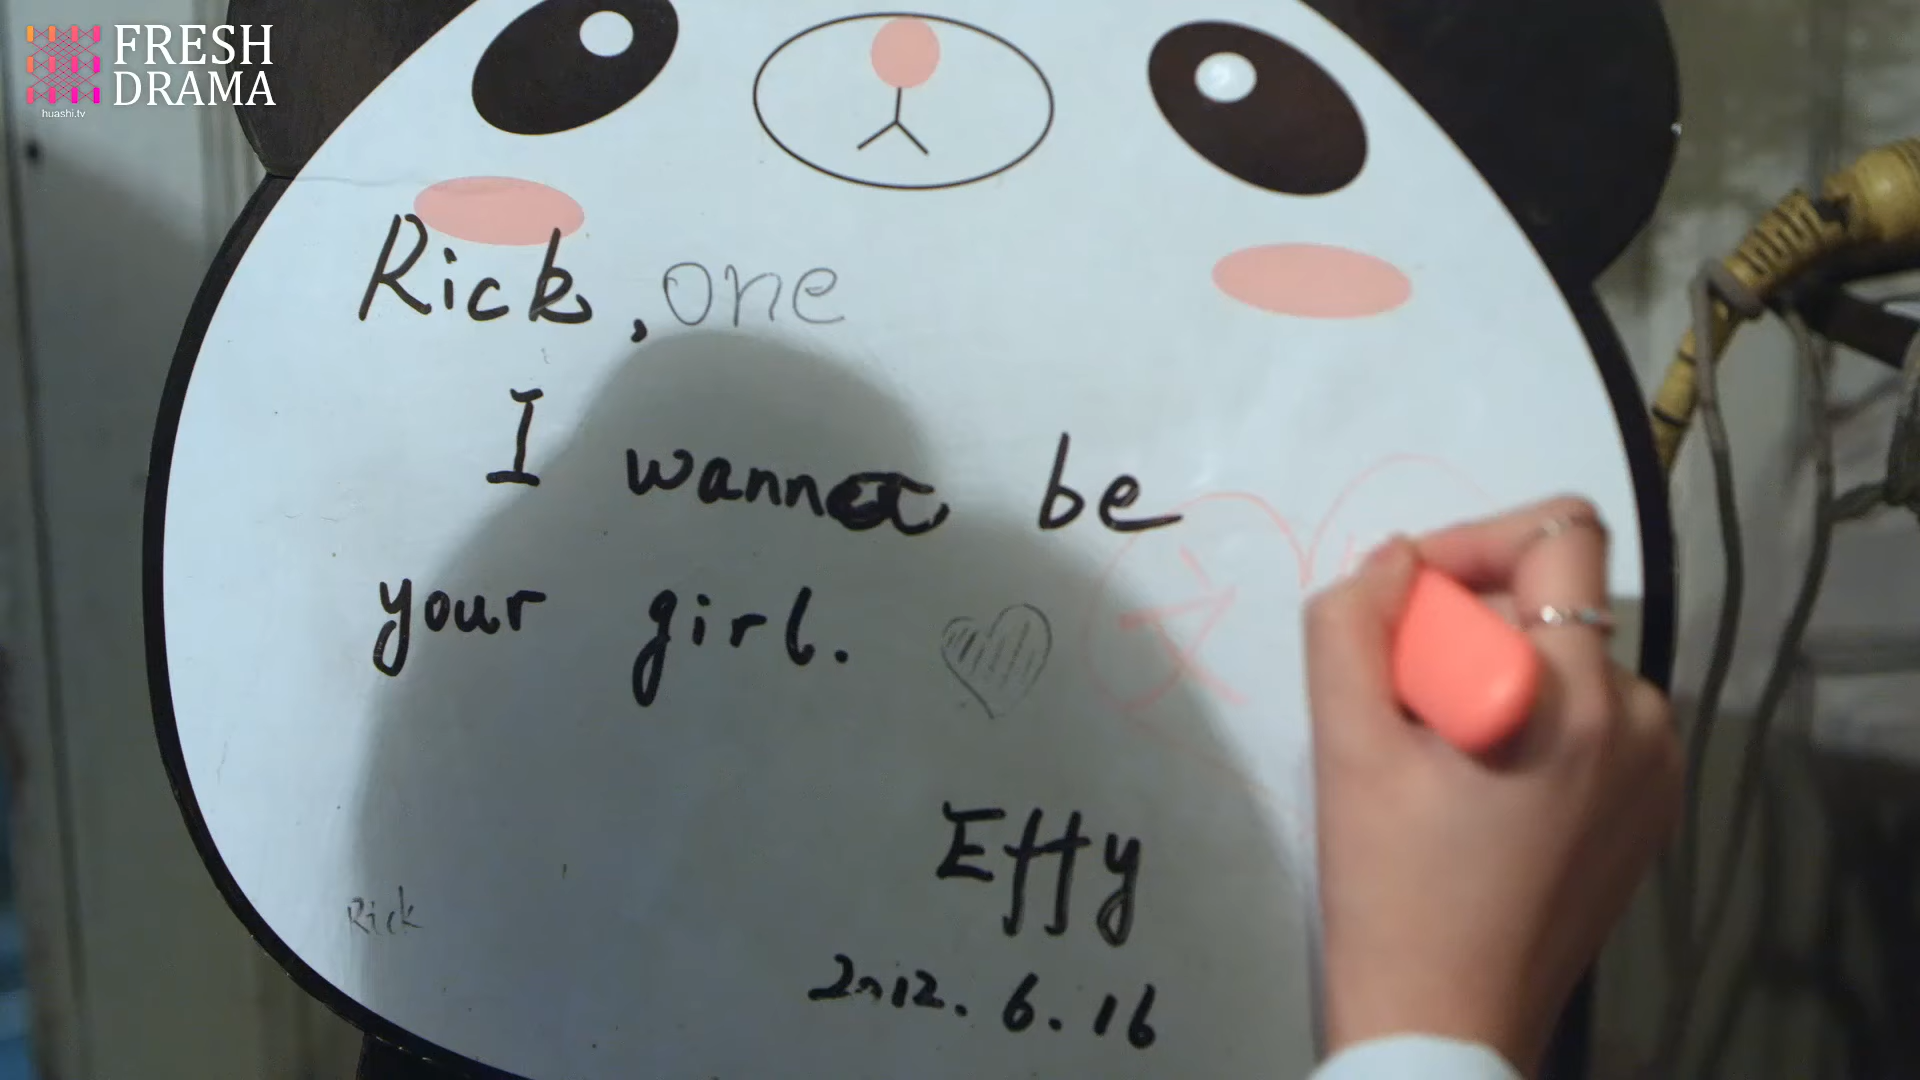 FRESH
DRAMA
huashi.tv
Rick, one
I wanna be
your girl.
Effy
Rick
2012.6.16